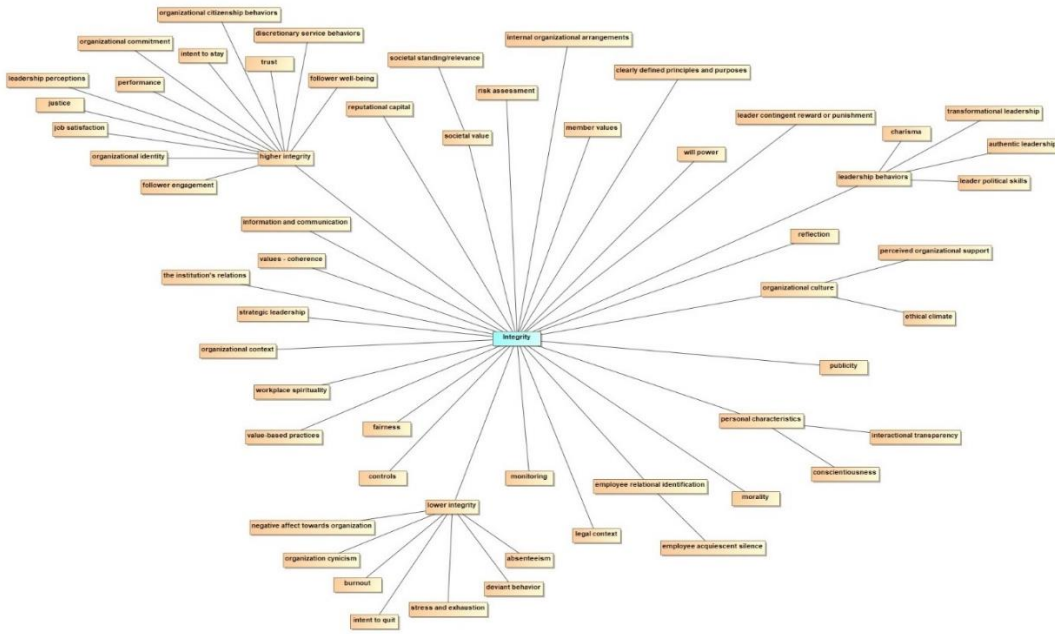 organizational citizenship behaviors
discretionary service behaviors
internal organizational arrangements
organizational commitment
intent to stay
trust
societal standing/relevance
clearly defined principles and purposes
leadership perceptions
performance
follower well-being
risk assessment
justice
reputational capital
leader contingent reward or punishment
transformational leadership
job satisfaction
societal value
member values
charisma
organizational identity
higher integrity
will power
authentic leadership
follower engagement
leadership behaviors
leader political skills
information and communication
reflection
perceived organizational support
values - coherence
the institution's relations
organizational culture
strategic leadership
ethical climate
Integrity
organizational context
publicity
workplace spirituality
personal characteristics
value-based practices
fairness
interactional transparency
controls
monitoring
employee relational identification
conscientiousness
morality
lower integrity
negative affect towards organization
legal context
employee acquiescent silence
organization cynicism
absenteeism
burnout
deviant behavior
stress and exhaustion
intent to quit